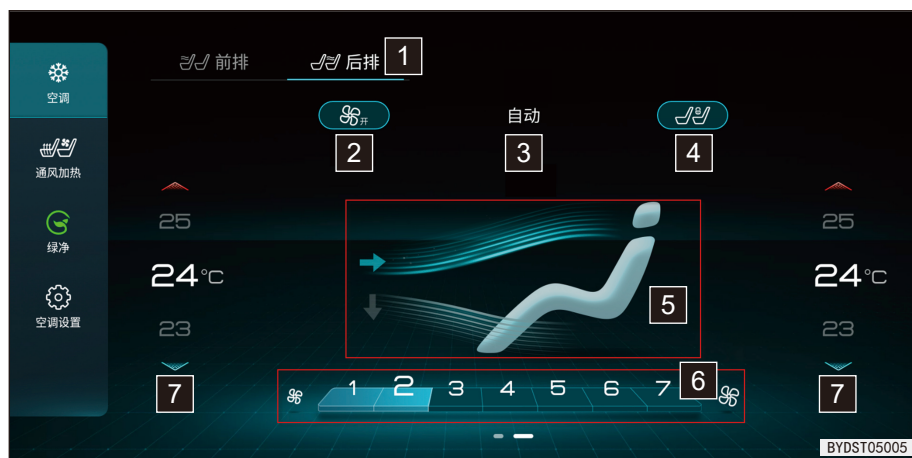 前排
后排
1
空调
开
自动
2
3
4
通风加热
25
25
绿净
24°C
24°C
5
空调设置
23
23
1 2 3 4 5 6 7
6
7
7
BYDST05005